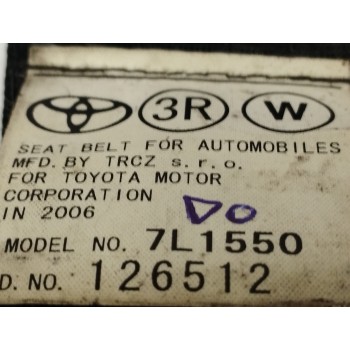 3R W
SEAT BELT FOR AUTOMOBILES
MFD. BY TRCZ s.r.o.
FOR TOYOTA MOTOR
CORPORATION
IN 2006
DO
MODEL NO. 7L1550
D. NO. 126512